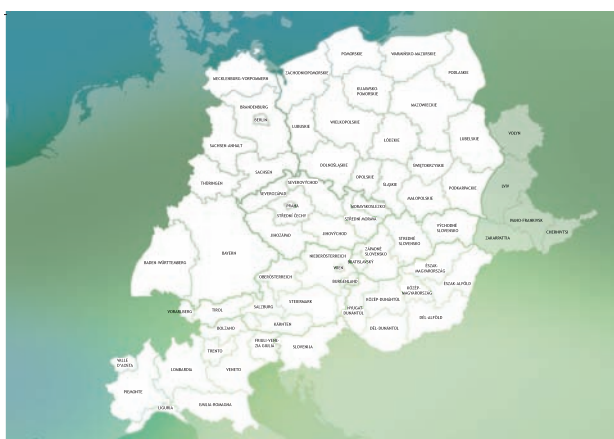 POMORSKIE
WARMIŃSKO-MAZURSKIE
ZACHODNIOPOMORSKIE
MECKLENBURG-VORPOMMERN
PODLASKIE
KUJAWSKO-
POMORSKIE
MAZOWIECKIE
BRANDENBURG
BERLIN
LUBUSKIE
WIELKOPOLSKIE
VOLYN
SACHSEN-ANHALT
ŁÓDZKIE
LUBELSKIE
SACHSEN
DOLNOŚLĄSKIE
ŚWIĘTOKRZYSKIE
THÜRINGEN
OPOLSKIE
ŚLĄSKIE
SEVEROVÝCHOD
SEVEROZÁPAD
MALOPOLSKIE
PODKARPACKIE
LVIV
PRAHA
MORAVSKOSLEZKO
STŘEDNÍ ČECHY
STŘEDNÍ MORAVA
IVANO-FRANKIVSK
JIHOZÁPAD
JIHOVÝCHOD
VÝCHODNÉ
SLOVENSKO
CHERNIVTSI
STREDNÉ
SLOVENSKO
ZAKARPATTIA
BAYERN
ZÁPADNÉ
SLOVENSKO
NIEDERÖSTERREICH
BADEN-WÜRTTEMBERG
BRATISLAVSKÝ
WIEN
ÉSZAK-
MAGYARORSZÁG
OBERÖSTERREICH
BURGENLAND
ÉSZAK-ALFÖLD
KÖZÉP-
MAGYARORSZÁG
KÖZÉP-DUNÁNTÚL
STEIERMARK
SALZBURG
NYUGAT-
DUNÁNTÚL
VORARLBERG
TIROL
DÉL-ALFÖLD
KÄRNTEN
BOLZANO
DÉL-DUNÁNTÚL
FRIULI-VENE-
ZIA GIULIA
SLOVENIJA
TRENTO
VALLE
D'AOSTA
LOMBARDIA
VENETO
PIEMONTE
LIGURIA
EMILIA-ROMAGNA